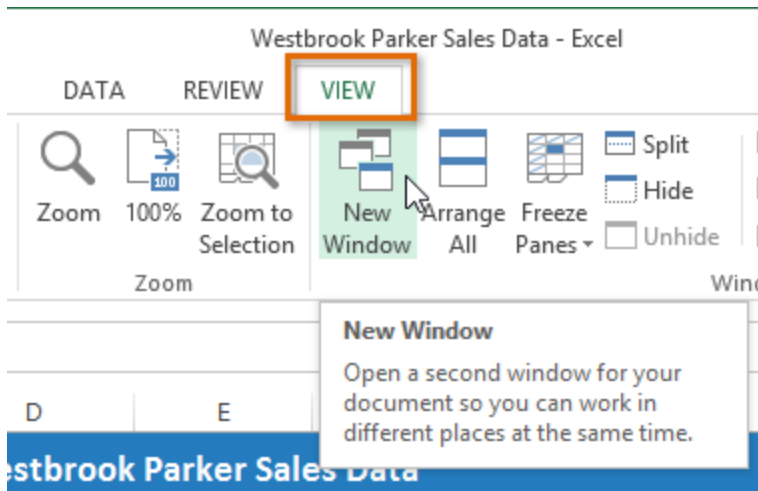 Westbrook Parker Sales Data - Excel
DATA REVIEW VIEW
100
Zoom 100% Zoom to Selection New Window Arrange All Freeze Panes Split
Hide
Unhide
Zoom
New Window
Open a second window for your
document so you can work in
different places at the same time.
D E
Parker Sales Data